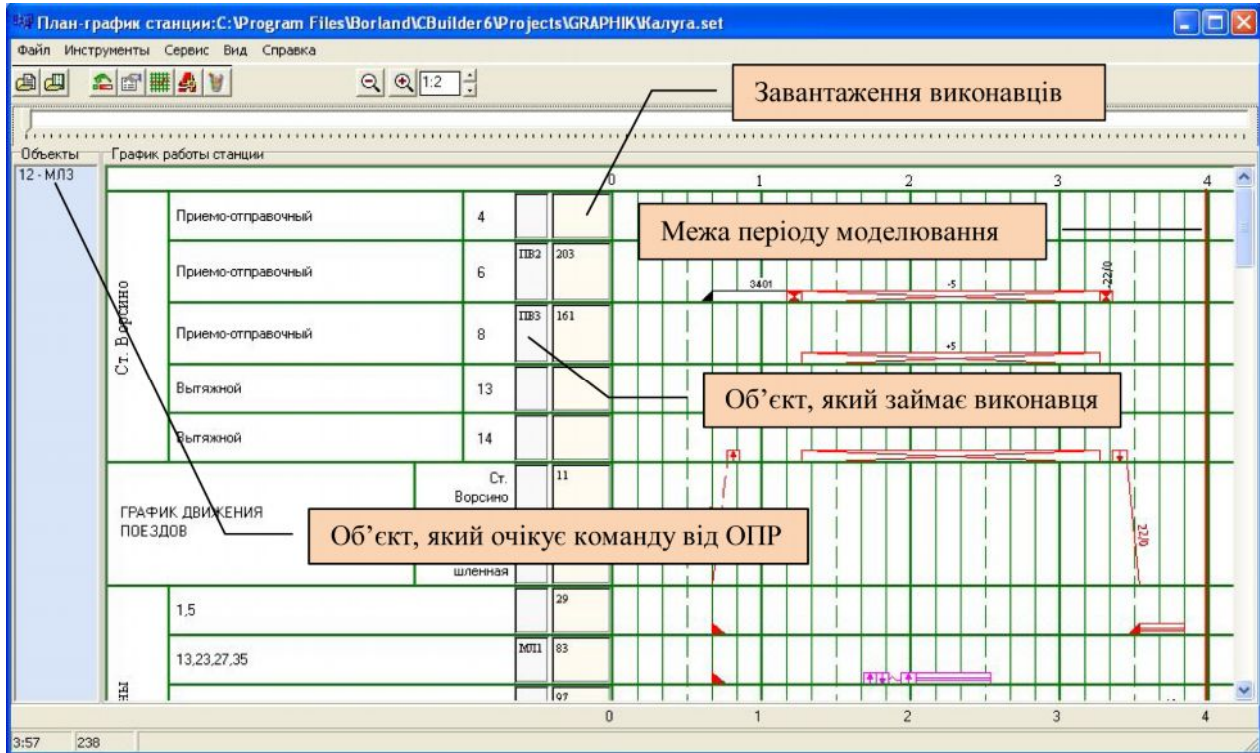 План-график станции:C:\Program Files\Borland\CBuilder6\Projects\GRAPHIK\Калуга.set
Файл Инструменты Сервис Вид Справка
1:2
Завантаження виконавців
Объекты
График работы станции
12 - МЛ3
0 1 2 3 4
Ст. Ворсино
Приемо-отправочный 4
Межа періоду моделювання
Приемо-отправочный 6 ПВ2 203
3401 -5 -22/0
Приемо-отправочный 8 ПВ3 161
+5
Вытяжной 13
Об’єкт, який займає виконавця
Вытяжной 14
ГРАФИК ДВИЖЕНИЯ ПОЕЗДОВ
Ст. Ворсино
11
Об’єкт, який очікує команду від ОПР
22/0
шленная
1,5 29
13,23,27,35 МЛ1 83
ны
97
0 1 2 3 4
3:57 238